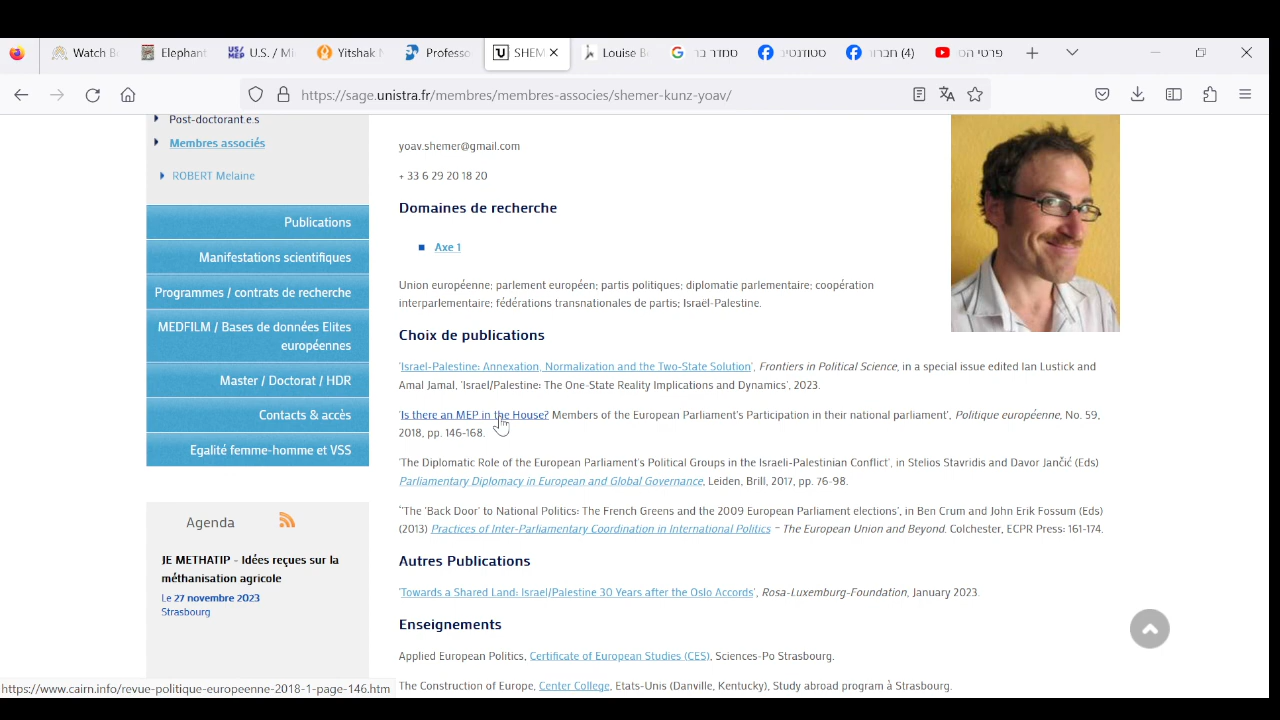 Watch B
Elephant
U.S. / Mi
Yitshak
Professo
SHEM
Louise B
סמדר בר
סטודנטי
(4) חברו
פרטי הס
https://sage.unistra.fr/membres/membres-associes/shemer-kunz-yoav/
Post-doctorant.e.s
Membres associés
ROBERT Melaine
Publications
Manifestations scientifiques
Programmes / contrats de recherche
MEDFILM / Bases de données Elites
européennes
Master / Doctorat / HDR
Contacts & accès
Egalité femme-homme et VSS
Agenda
JE METHATIP - Idées reçues sur la
méthanisation agricole
Le 27 novembre 2023
Strasbourg
yoav.shemer@gmail.com
+ 33 6 29 20 18 20
Domaines de recherche
Axe 1
Union européenne; parlement européen; partis politiques; diplomatie parlementaire; coopération
interparlementaire; fédérations transnationales de partis; Israël-Palestine.
Choix de publications
'Israel-Palestine: Annexation, Normalization and the Two-State Solution', Frontiers in Political Science, in a special issue edited Ian Lustick and
Amal Jamal, 'Israel/Palestine: The One-State Reality Implications and Dynamics', 2023.
'Is there an MEP in the House? Members of the European Parliament's Participation in their national parliament', Politique européenne, No. 59,
2018, pp. 146-168.
'The Diplomatic Role of the European Parliament's Political Groups in the Israeli-Palestinian Conflict', in Stelios Stavridis and Davor Jančić (Eds)
Parliamentary Diplomacy in European and Global Governance, Leiden, Brill, 2017, pp. 76-98.
"The 'Back Door' to National Politics: The French Greens and the 2009 European Parliament elections', in Ben Crum and John Erik Fossum (Eds)
(2013) Practices of Inter-Parliamentary Coordination in International Politics – The European Union and Beyond. Colchester, ECPR Press: 161-174.
Autres Publications
'Towards a Shared Land: Israel/Palestine 30 Years after the Oslo Accords', Rosa-Luxemburg-Foundation, January 2023.
Enseignements
Applied European Politics, Certificate of European Studies (CES), Sciences-Po Strasbourg.
The Construction of Europe, Center College, Etats-Unis (Danville, Kentucky), Study abroad program à Strasbourg.
https://www.cairn.info/revue-politique-europeenne-2018-1-page-146.htm